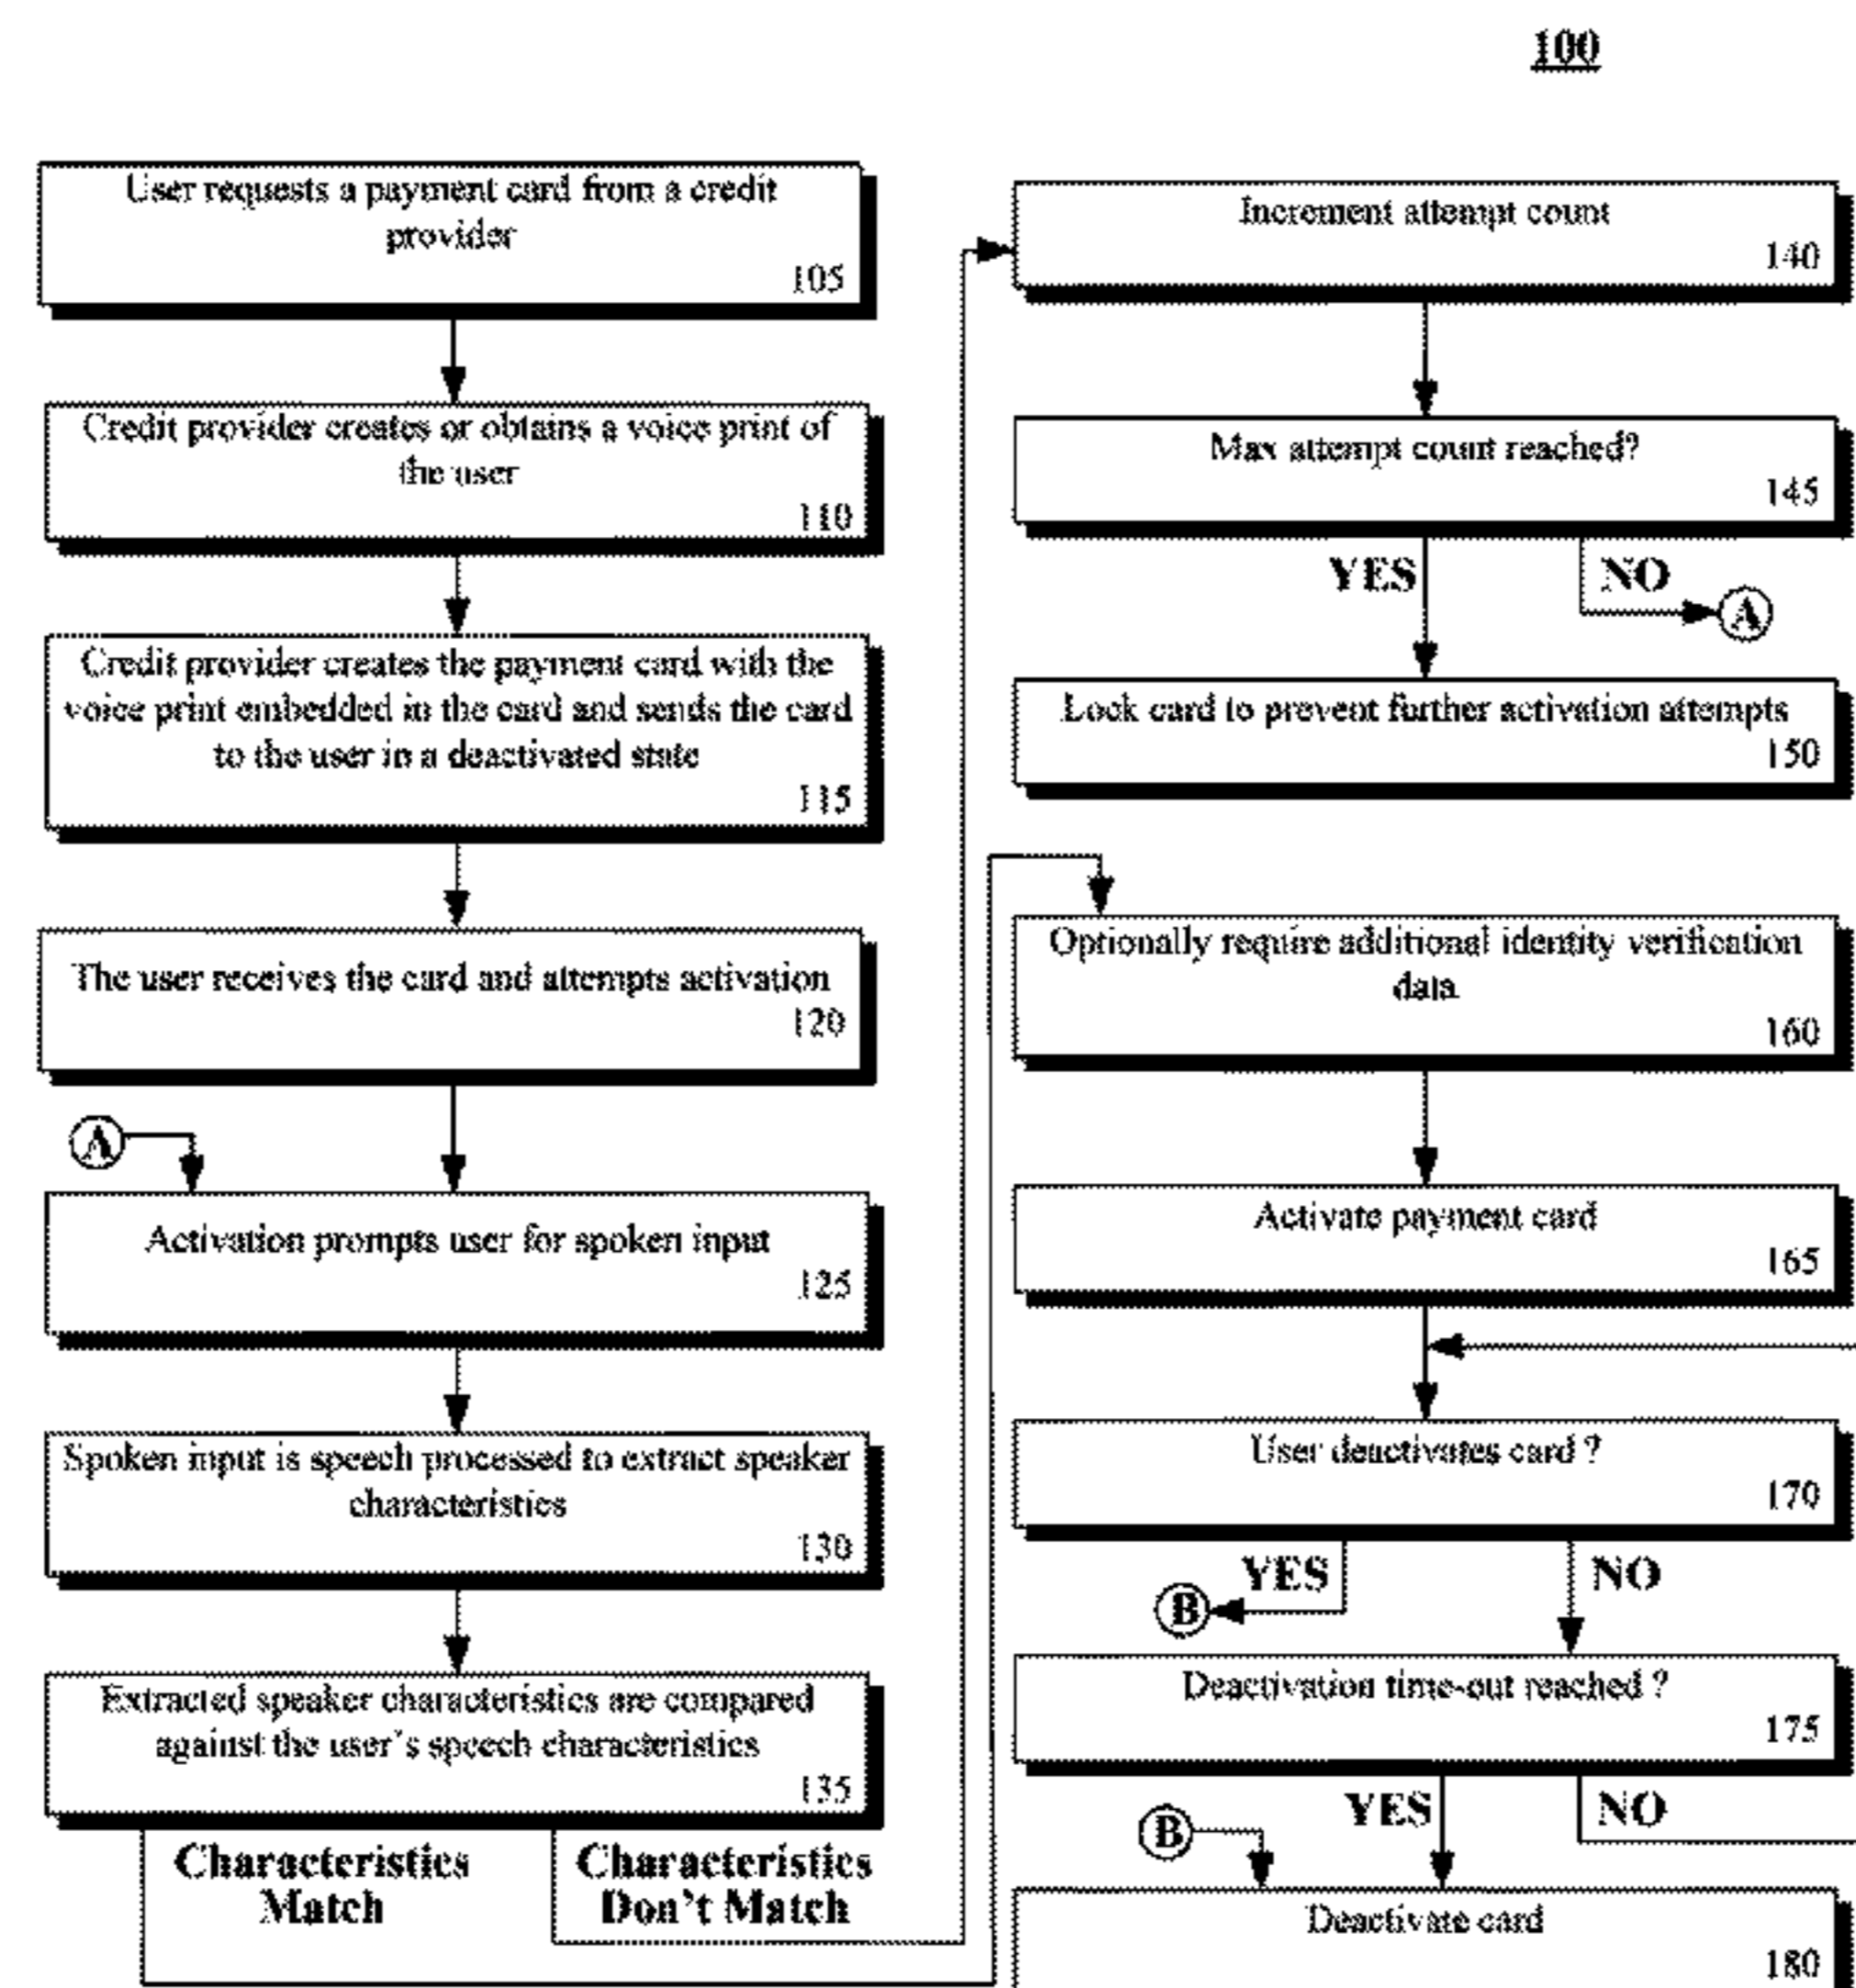 100
User requests a payment card from a credit
provider
105
Credit provider creates or obtains a voice print of
the user
110
Credit provider creates the payment card with the
voice print embedded in the card and sends the card
to the user in a deactivated state
115
The user receives the card and attempts activation
120
A
Activation prompts user for spoken input
125
Spoken input is speech processed to extract speaker
characteristics
130
Extracted speaker characteristics are compared
against the user's speech characteristics
135
Characteristics
Match
Characteristics
Don't Match
Increment attempt count
140
Max attempt count reached?
145
YES
NO
A
Lock card to prevent further activation attempts
150
Optionally require additional identity verification
data
160
Activate payment card
165
User deactivates card ?
170
YES
NO
B
Deactivation time-out reached ?
175
YES
NO
B
Deactivate card
180